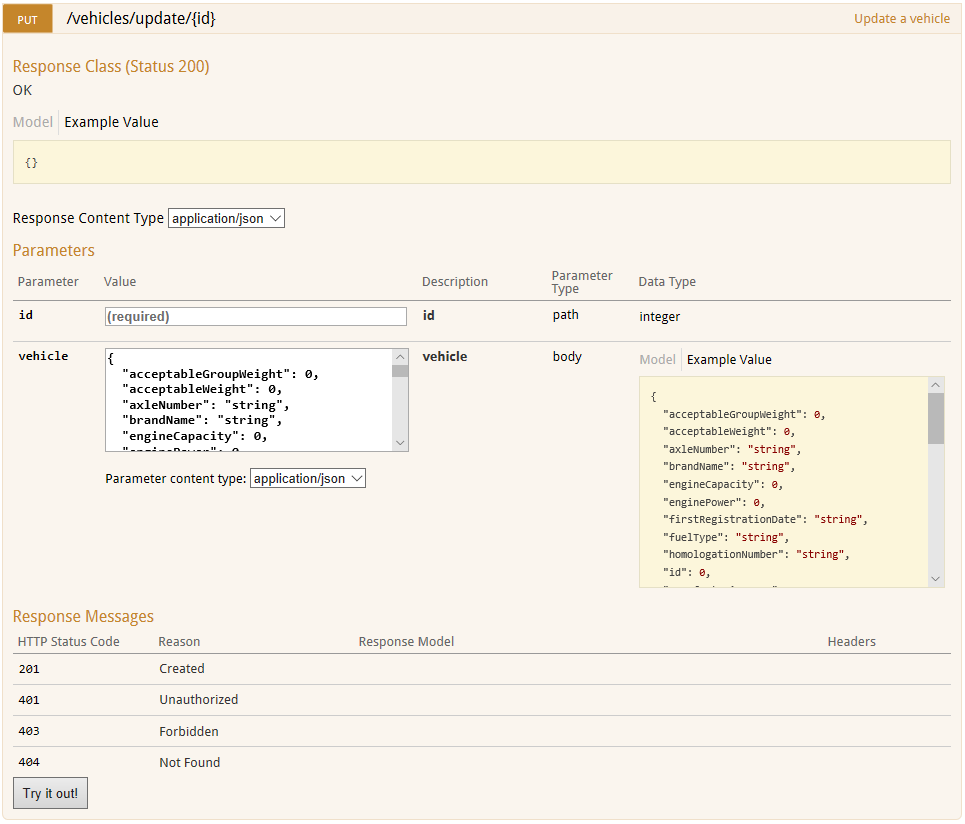 PUT /vehicles/update/{id} Update a vehicle
Response Class (Status 200)
OK
Model Example Value
{}
Response Content Type application/json
Parameters
Parameter Value Description Parameter Type Data Type
id (required) id path integer
vehicle
{
"acceptableGroupWeight": 0,
"acceptableWeight": 0,
"axleNumber": "string",
"brandName": "string",
"engineCapacity": 0,
"enginePower": 0,
Parameter content type: application/json
vehicle
body
Model Example Value
{
"acceptableGroupWeight": 0,
"acceptableWeight": 0,
"axleNumber": "string",
"brandName": "string",
"engineCapacity": 0,
"enginePower": 0,
"firstRegistrationDate": "string",
"fuelType": "string",
"homologationNumber": "string",
"id": 0,
Response Messages
HTTP Status Code Reason Response Model Headers
201 Created
401 Unauthorized
403 Forbidden
404 Not Found
Try it out!